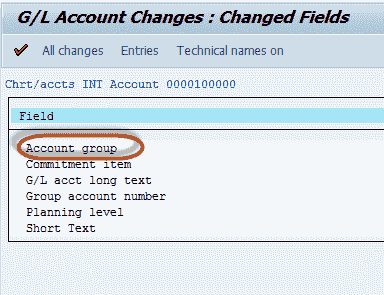 G/L Account Changes : Changed Fields
All changes Entries Technical names on
Chrt/accts INT Account 0000100000
Field
Account group
Commitment item
G/L acct long text
Group account number
Planning level
Short Text